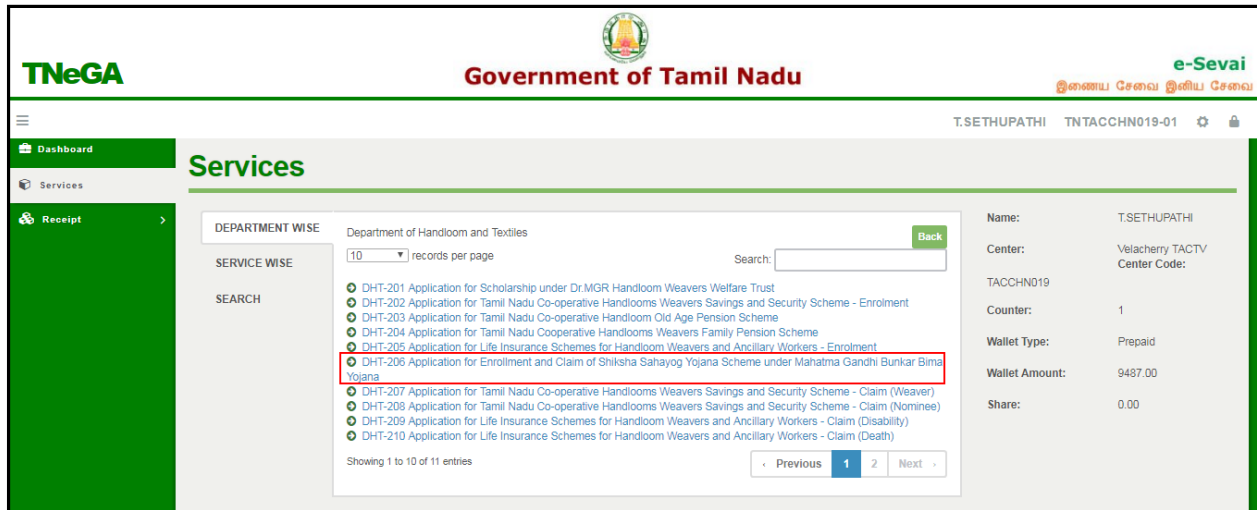 TNeGA
Government of Tamil Nadu
e-Sevai
இணைய சேவை இனிய சேவை
T.SETHUPATHI TNTACCHN019-01
Dashboard
Services
Receipt
Services
DEPARTMENT WISE
SERVICE WISE
SEARCH
Department of Handloom and Textiles
Back
10 records per page
Search:
DHT-201 Application for Scholarship under Dr.MGR Handloom Weavers Welfare Trust
DHT-202 Application for Tamil Nadu Co-operative Handlooms Weavers Savings and Security Scheme - Enrolment
DHT-203 Application for Tamil Nadu Co-operative Handloom Old Age Pension Scheme
DHT-204 Application for Tamil Nadu Cooperative Handlooms Weavers Family Pension Scheme
DHT-205 Application for Life Insurance Schemes for Handloom Weavers and Ancillary Workers - Enrolment
DHT-206 Application for Enrollment and Claim of Shiksha Sahayog Yojana Scheme under Mahatma Gandhi Bunkar Bima
Yojana
DHT-207 Application for Tamil Nadu Co-operative Handlooms Weavers Savings and Security Scheme - Claim (Weaver)
DHT-208 Application for Tamil Nadu Co-operative Handlooms Weavers Savings and Security Scheme - Claim (Nominee)
DHT-209 Application for Life Insurance Schemes for Handloom Weavers and Ancillary Workers - Claim (Disability)
DHT-210 Application for Life Insurance Schemes for Handloom Weavers and Ancillary Workers - Claim (Death)
Showing 1 to 10 of 11 entries
Previous 1 2 Next
Name: T.SETHUPATHI
Center: Velacherry TACTV
Center Code:
TACCHN019
Counter: 1
Wallet Type: Prepaid
Wallet Amount: 9487.00
Share: 0.00